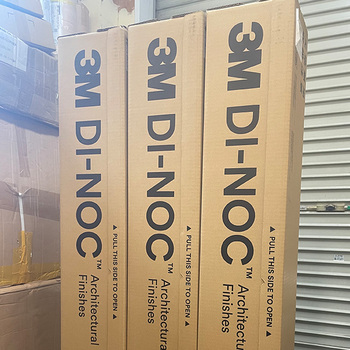 3M DI-NOC™ Architectural
Finishes
▲ PULL THIS SIDE TO OPEN ▲
3M DI-NOC™ Architectural
Finishes
▲ PULL THIS SIDE TO OPEN ▲
3M DI-NOC™ Architectural
Finishes
▲ PULL THIS SIDE TO OPEN ▲